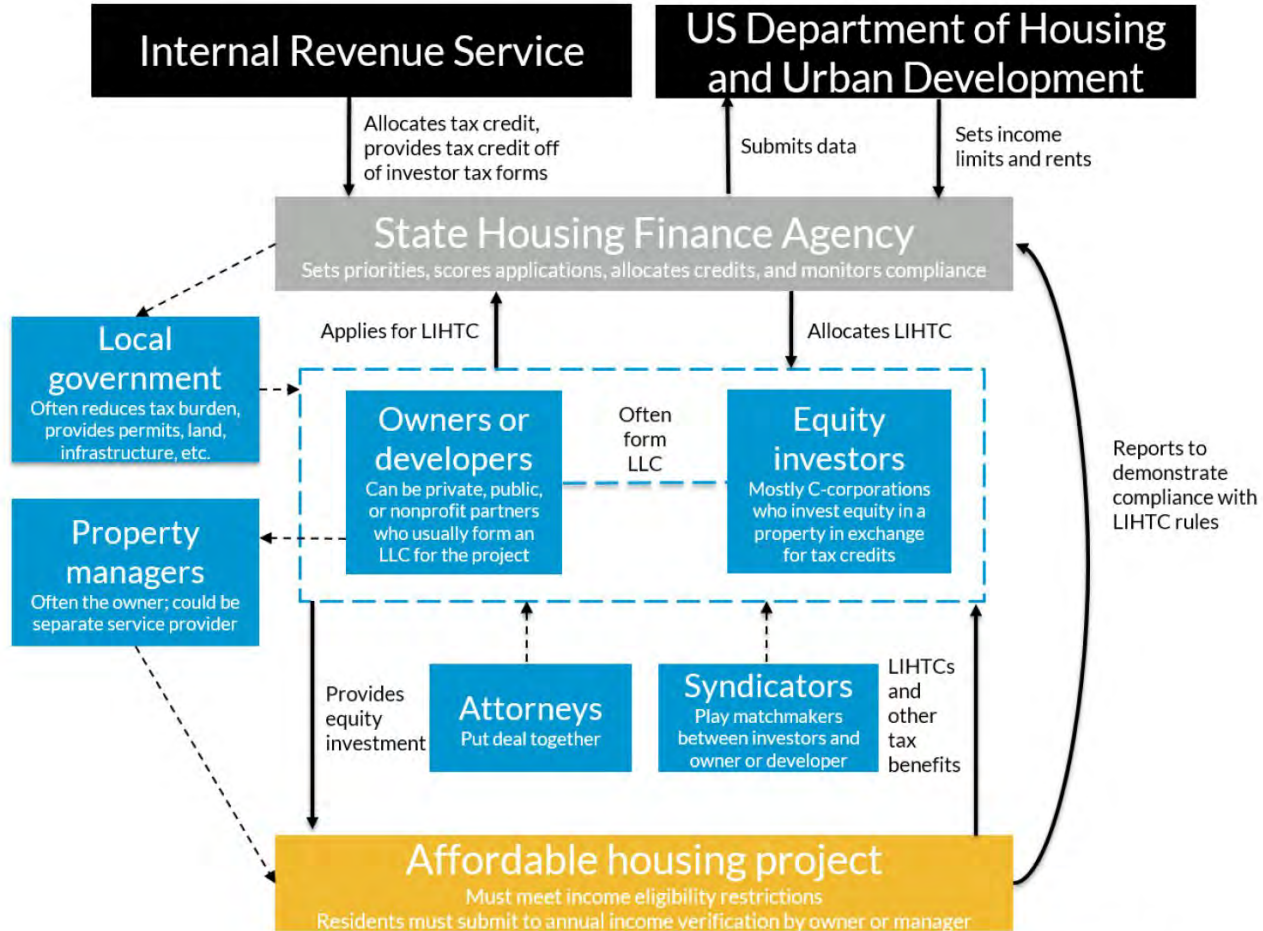 Internal Revenue Service
US Department of Housing
and Urban Development
Allocates tax credit,
provides tax credit off
of investor tax forms
Submits data
Sets income
limits and rents
State Housing Finance Agency
Sets priorities, scores applications, allocates credits, and monitors compliance
Applies for LIHTC
Allocates LIHTC
Local
government
Often reduces tax burden,
provides permits, land,
infrastructure, etc.
Owners or
developers
Can be private, public,
or nonprofit partners
who usually form an
LLC for the project
Often
form
LLC
Equity
investors
Mostly C-corporations
who invest equity in a
property in exchange
for tax credits
Reports to
demonstrate
compliance with
LIHTC rules
Property
managers
Often the owner; could be
separate service provider
Provides
equity
investment
Attorneys
Put deal together
Syndicators
Play matchmakers
between investors and
owner or developer
LIHTCs
and
other
tax
benefits
Affordable housing project
Must meet income eligibility restrictions
Residents must submit to annual income verification by owner or manager